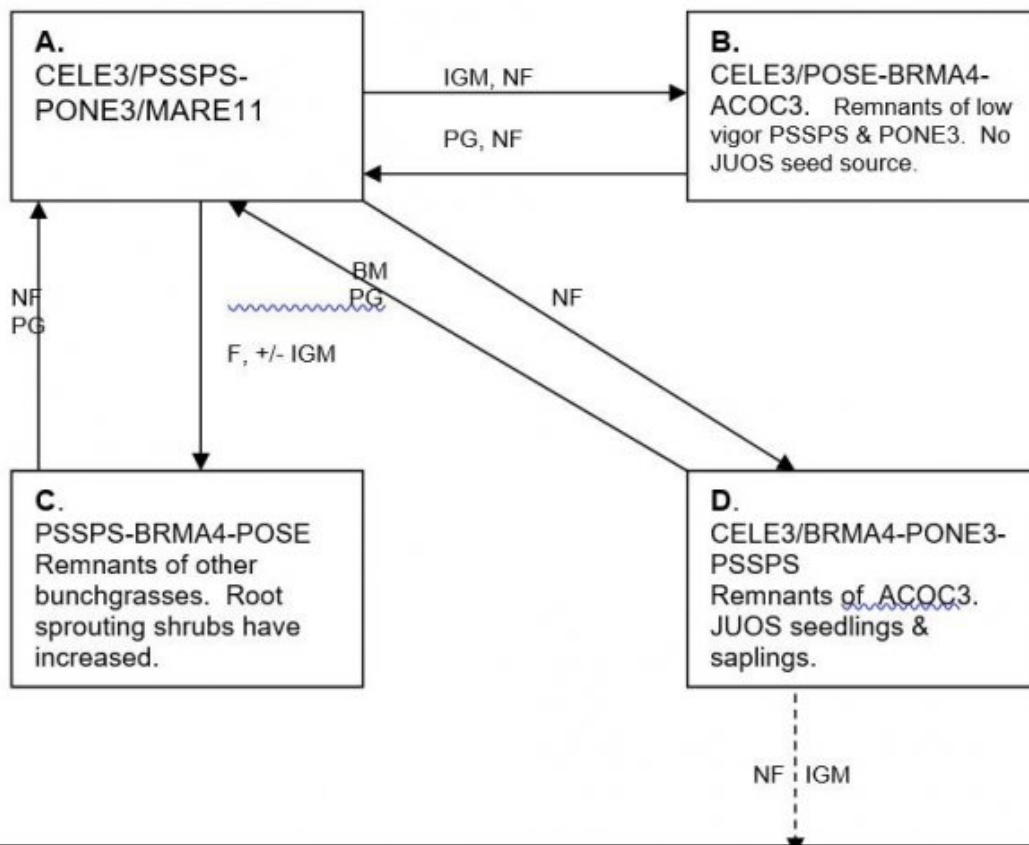 A.
CELE3/PSSPS-
PONE3/MARE11
IGM, NF
PG, NF
B.
CELE3/POSE-BRMA4-
ACOC3. Remnants of low
vigor PSSPS & PONE3. No
JUOS seed source.
NF
PG
BM
PG
F, +/- IGM
NF
C.
PSSPS-BRMA4-POSE
Remnants of other
bunchgrasses. Root
sprouting shrubs have
increased.
D.
CELE3/BRMA4-PONE3-
PSSPS
Remnants of ACOC3.
JUOS seedlings &
saplings.
NF IGM